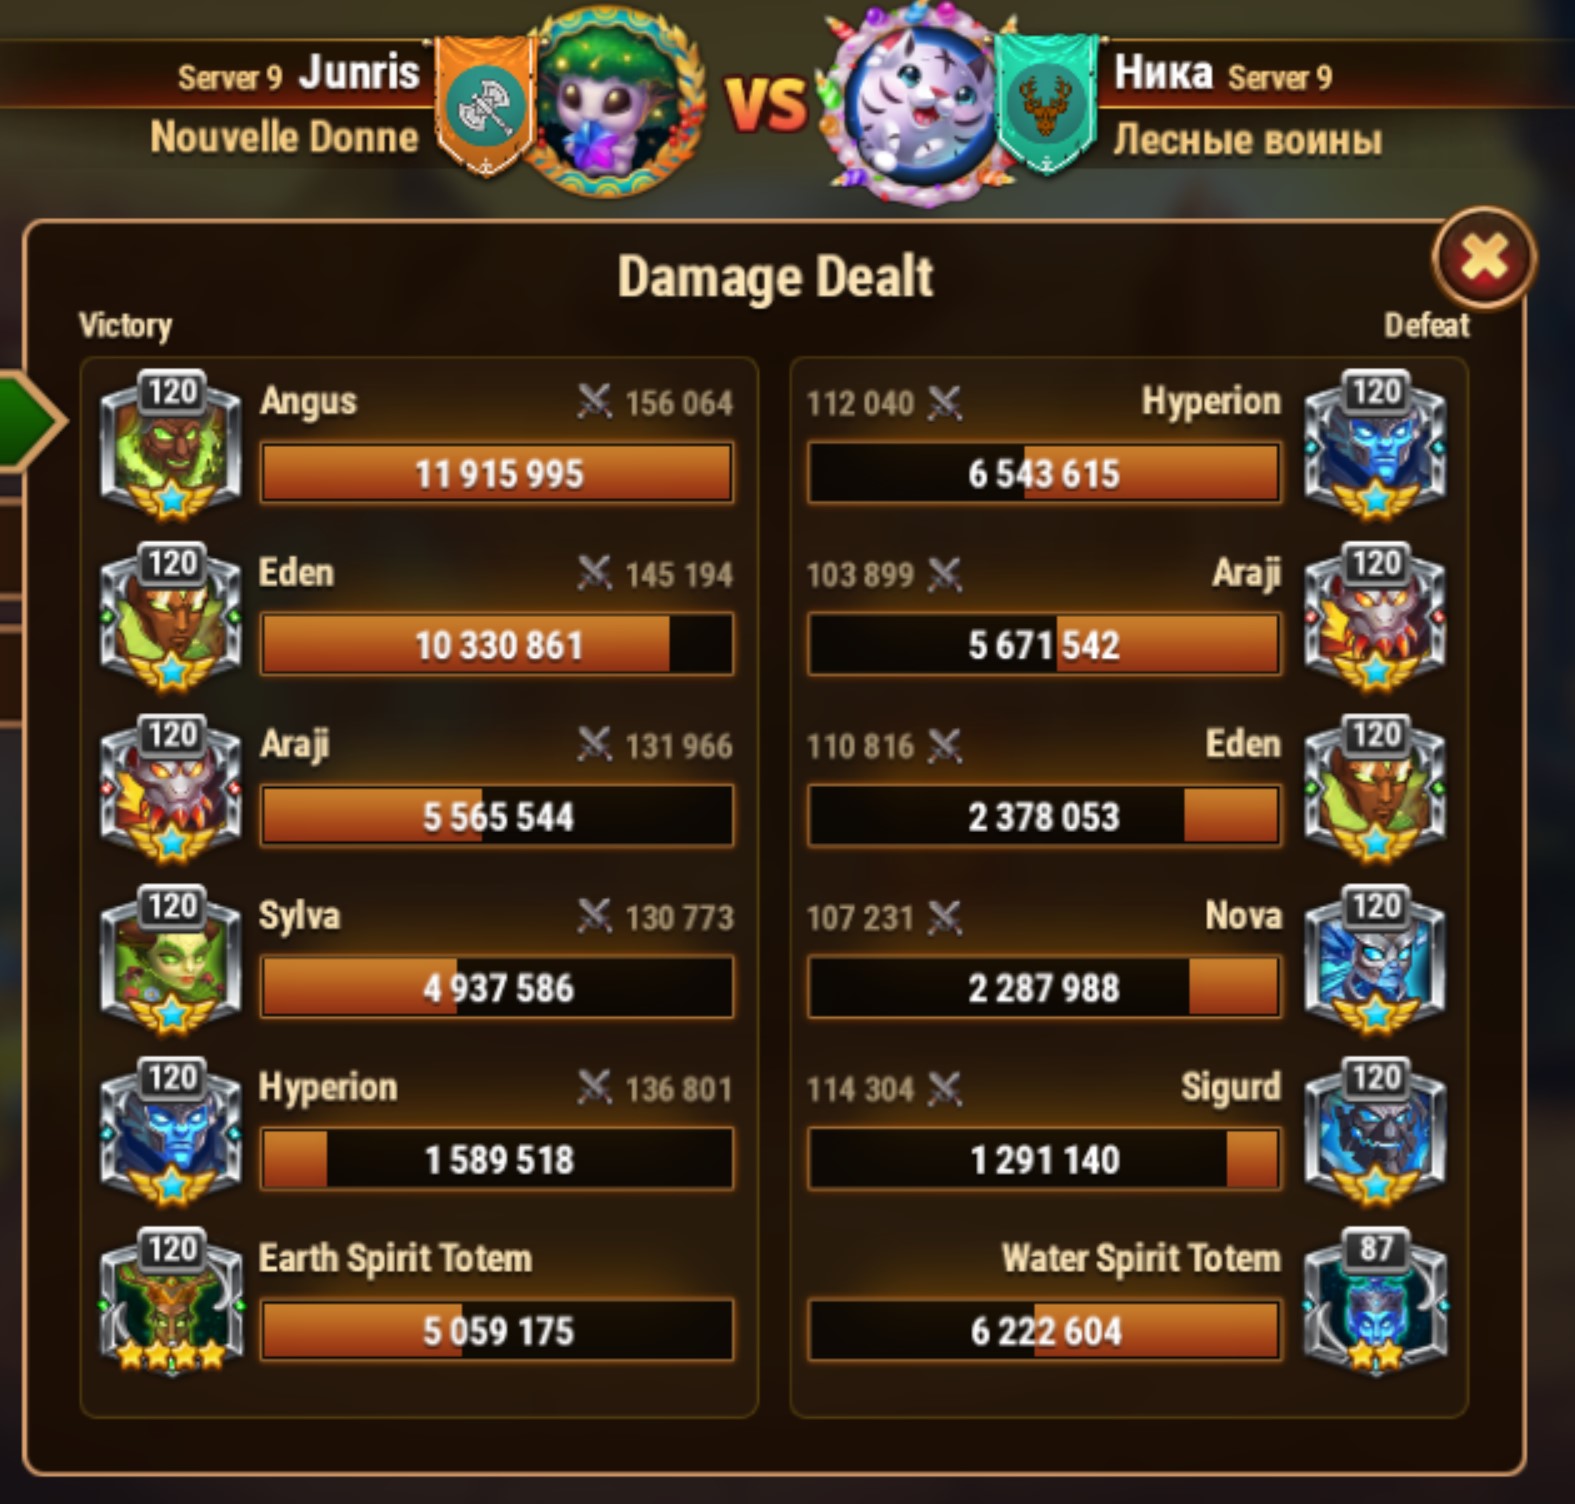 Server 9 Junris
Nouvelle Donne
VS
Ника Server 9
Лесные воины
Damage Dealt
Victory
Defeat
120 Angus 156 064
11 915 995
112 040 Hyperion 120
6 543 615
120 Eden 145 194
10 330 861
103 899 Araji 120
5 671 542
120 Araji 131 966
5 565 544
110 816 Eden 120
2 378 053
120 Sylva 130 773
4 937 586
107 231 Nova 120
2 287 988
120 Hyperion 136 801
1 589 518
114 304 Sigurd 120
1 291 140
120 Earth Spirit Totem
5 059 175
Water Spirit Totem 87
6 222 604